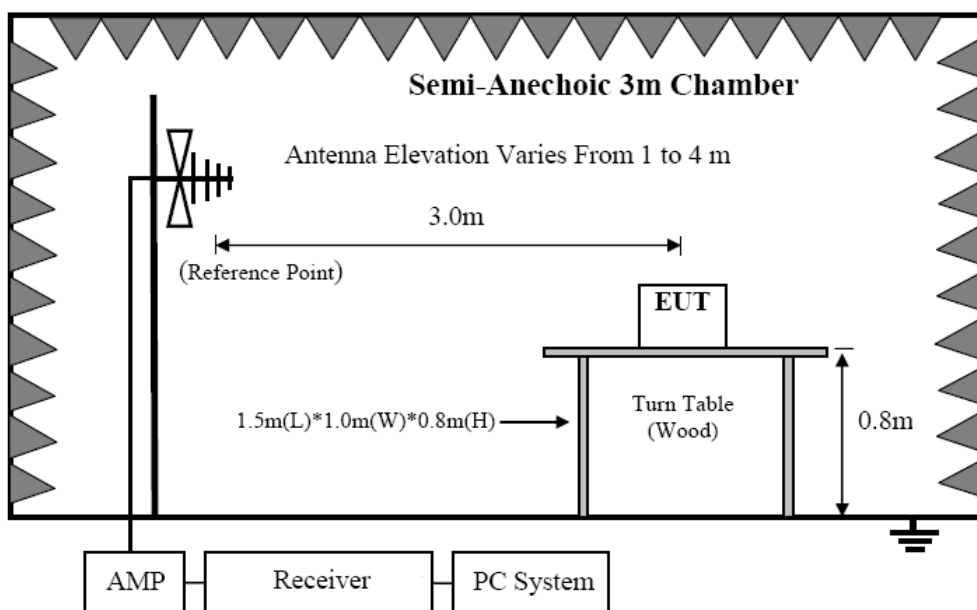 Semi-Anechoic 3m Chamber
Antenna Elevation Varies From 1 to 4 m
3.0m
(Reference Point)
EUT
1.5m(L)*1.0m(W)*0.8m(H)
Turn Table
(Wood)
0.8m
AMP
Receiver
PC System